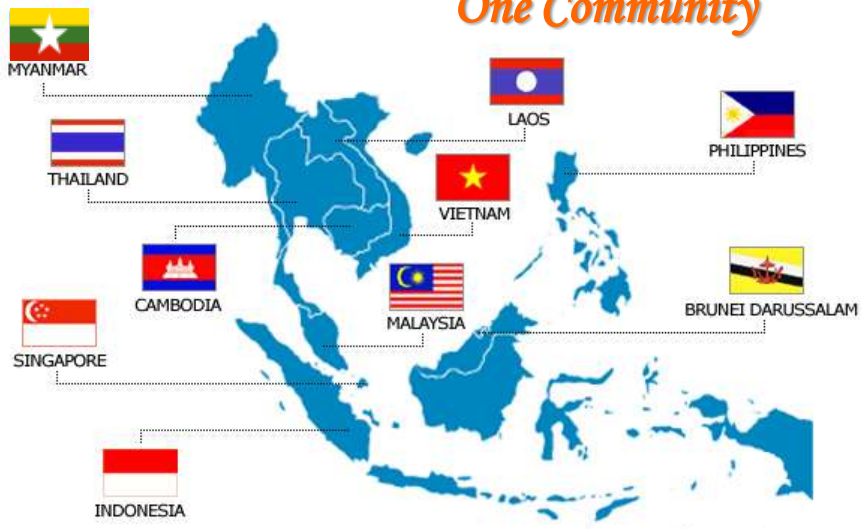 One Community
MYANMAR
LAOS
PHILIPPINES
THAILAND
VIETNAM
CAMBODIA
MALAYSIA
BRUNEI DARUSSALAM
SINGAPORE
INDONESIA